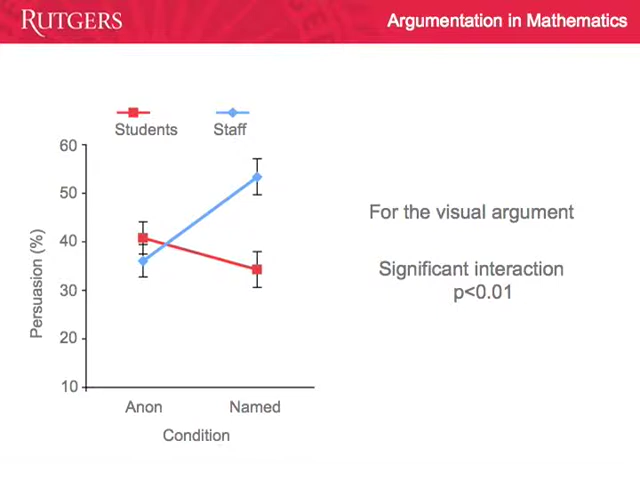 RUTGERS
Argumentation in Mathematics
Students
Staff
60
50
40
30
20
10
Persuasion (%)
Anon
Named
Condition
For the visual argument
Significant interaction
p<0.01